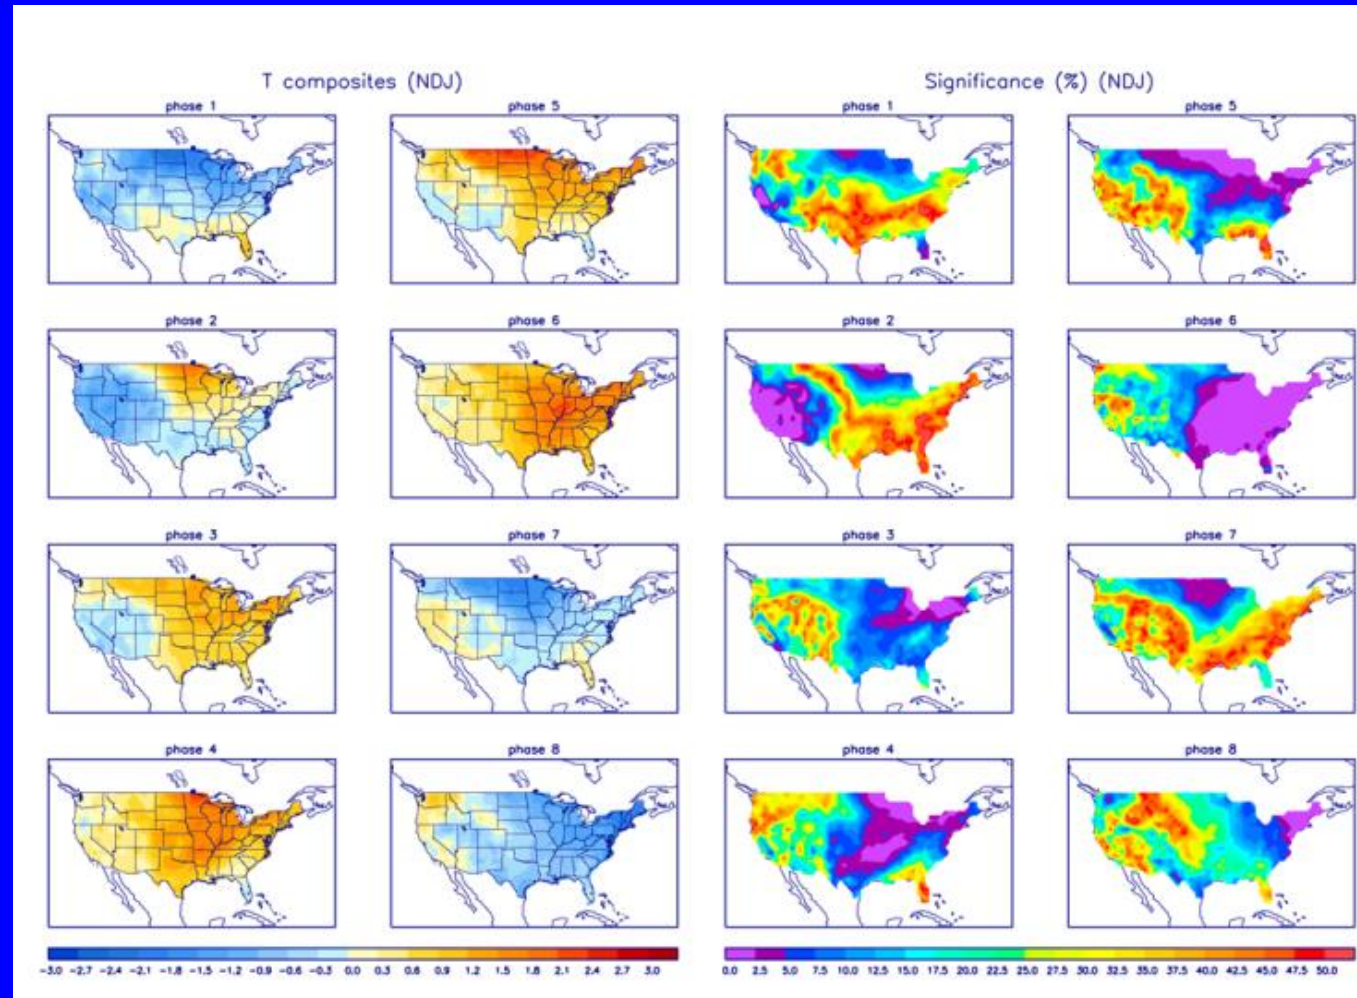 T composites (NDJ)
Significance (%) (NDJ)
phase 1
phase 5
phase 1
phase 5
phase 2
phase 6
phase 2
phase 6
phase 3
phase 7
phase 3
phase 7
phase 4
phase 8
phase 4
phase 8
-3.0 -2.7 -2.4 -2.1 -1.8 -1.5 -1.2 -0.9 -0.6 -0.3 0.0 0.3 0.6 0.9 1.2 1.5 1.8 2.1 2.4 2.7 3.0
0.0 2.5 5.0 7.5 10.0 12.5 15.0 17.5 20.0 22.5 25.0 27.5 30.0 32.5 35.0 37.5 40.0 42.5 45.0 47.5 50.0